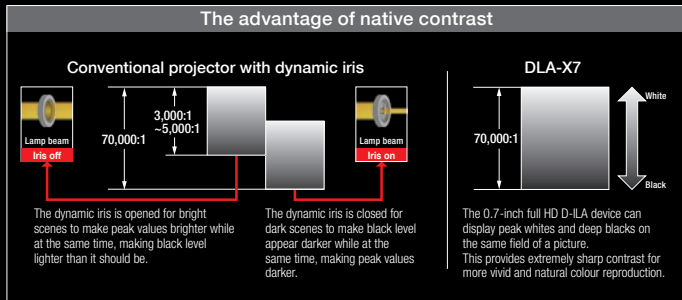 The advantage of native contrast
Conventional projector with dynamic iris
Lamp beam
Iris off
70,000:1
3,000:1
~5,000:1
Lamp beam
Iris on
The dynamic iris is opened for bright
scenes to make peak values brighter while
at the same time, making black level
lighter than it should be.
The dynamic iris is closed for
dark scenes to make black level
appear darker while at the
same time, making peak values
darker.
DLA-X7
70,000:1
White
Black
The 0.7-inch full HD D-ILA device can
display peak whites and deep blacks on
the same field of a picture.
This provides extremely sharp contrast for
more vivid and natural colour reproduction.